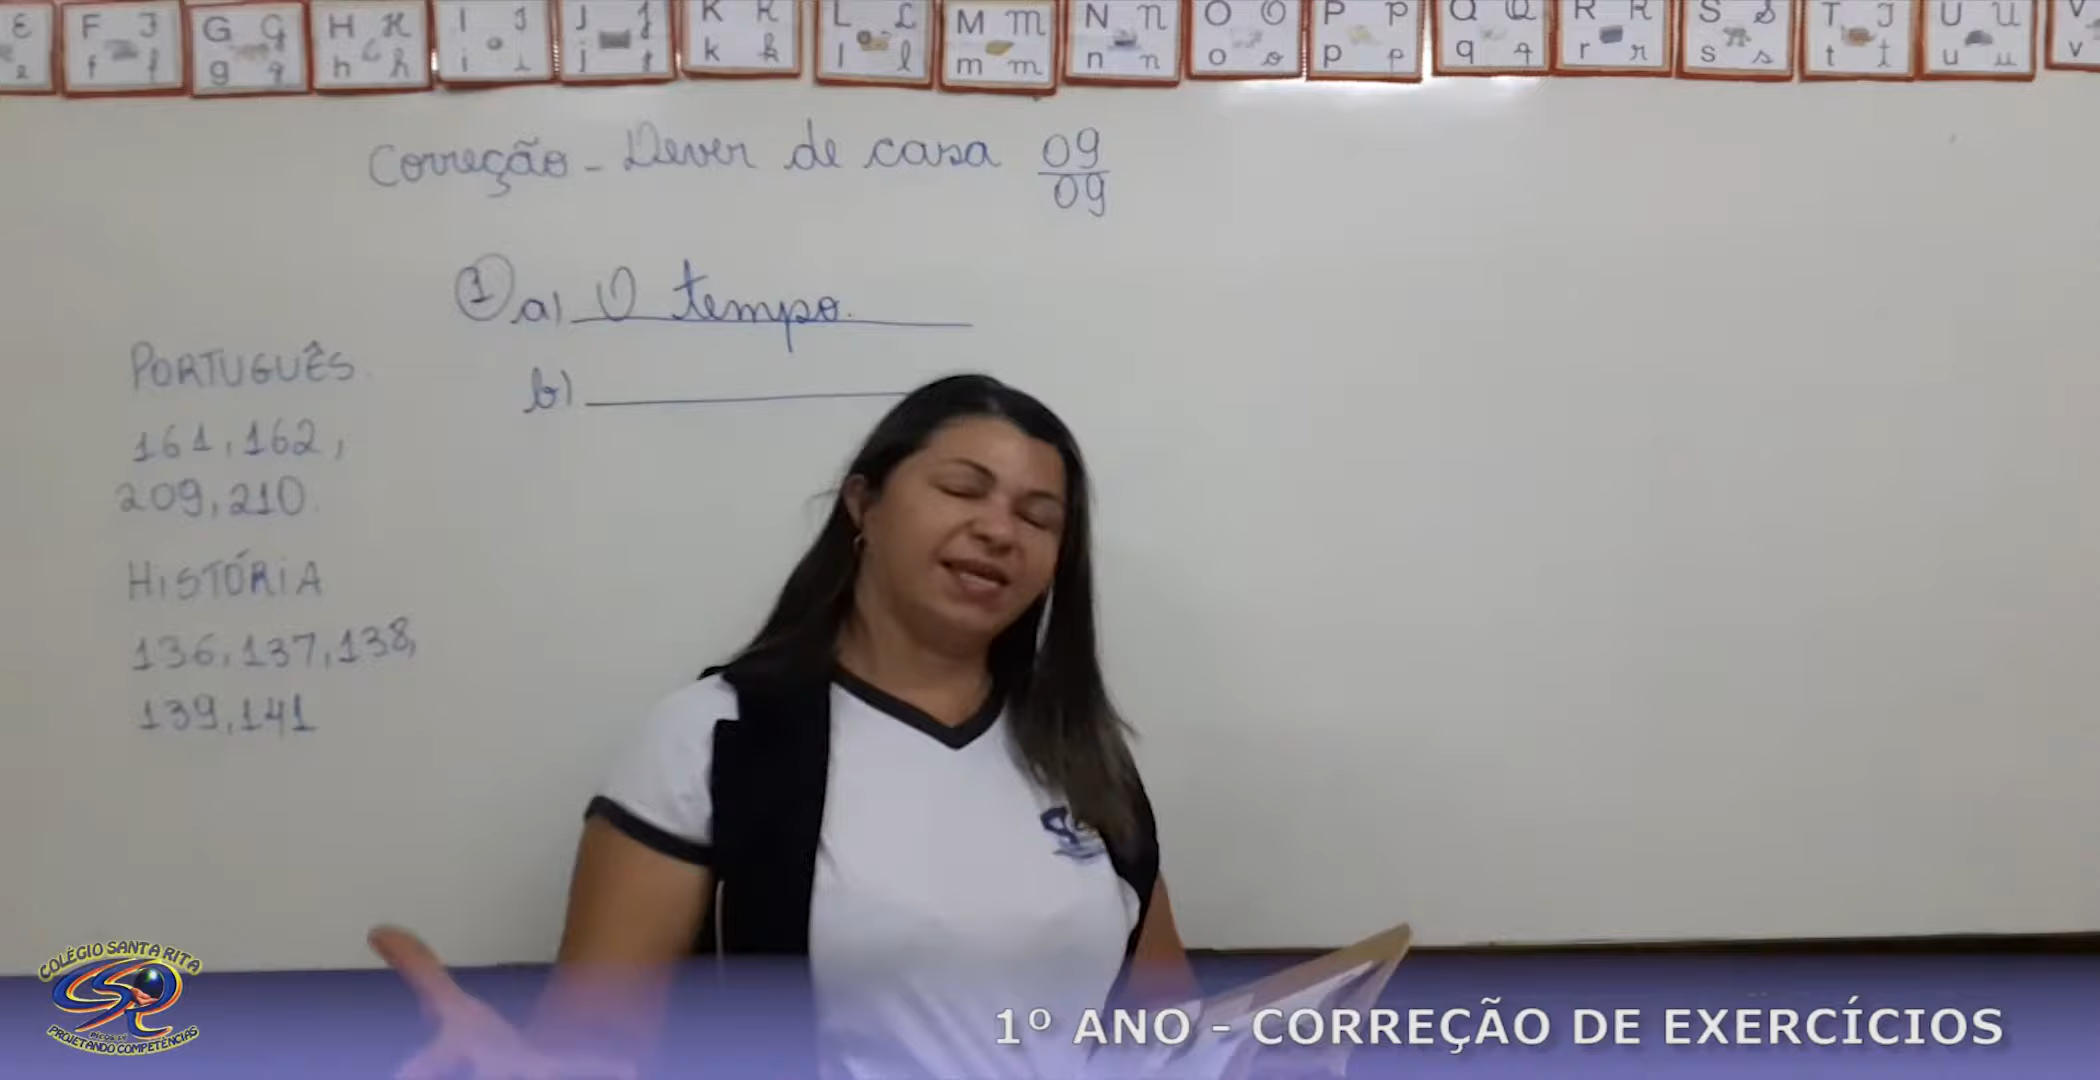 E
F F G G H H I I J J K K L L M M N N O O P P Q Q R R S S T T U U V
e f f g g h h i i j j k k l l m m n n o o p p q q r r s s t t u u v
Correção - Dever de casa 09/09
1 a) O tempo.
b)
PORTUGUÊS
161, 162,
209, 210.
HISTÓRIA
136, 137, 138,
139, 141
COLÉGIO SANTA RITA
PROJETANDO COMPETÊNCIAS
1º ANO - CORREÇÃO DE EXERCÍCIOS